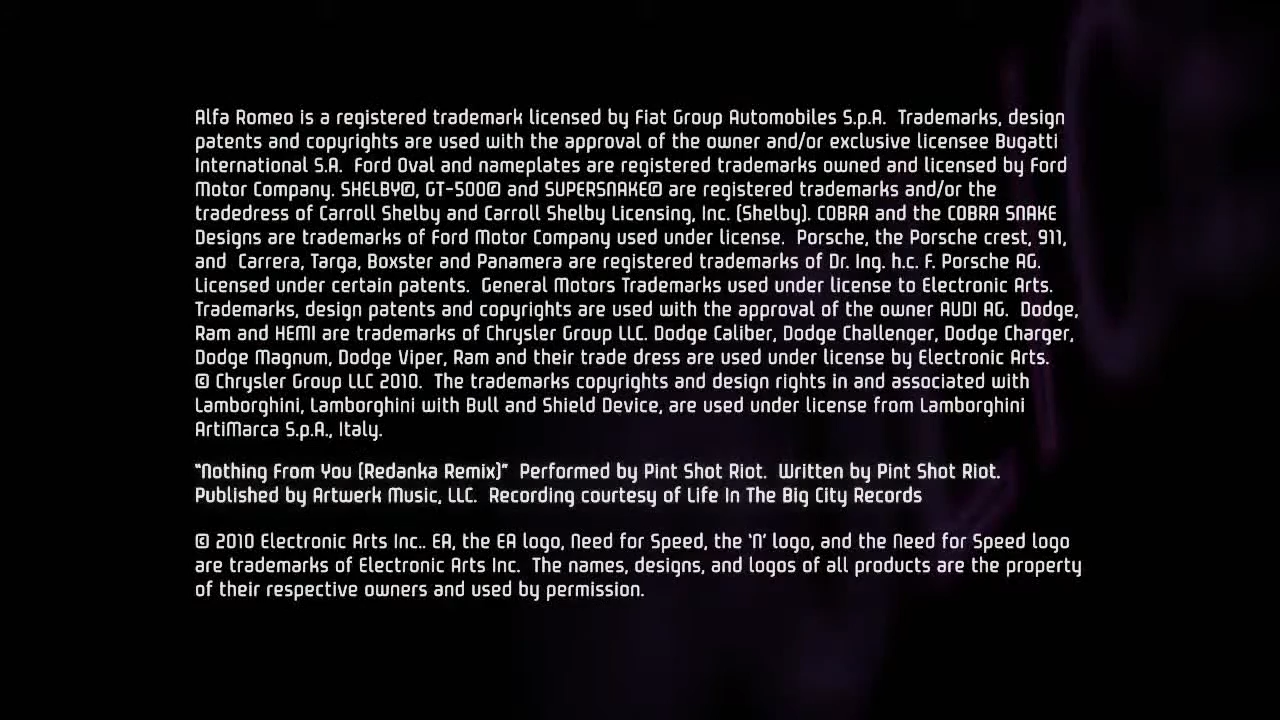 Alfa Romeo is a registered trademark licensed by Fiat Group Automobiles S.p.A.  Trademarks, design
patents and copyrights are used with the approval of the owner and/or exclusive licensee Bugatti
International S.A.  Ford Oval and nameplates are registered trademarks owned and licensed by Ford
Motor Company. SHELBY©, GT-500© and SUPERSNAKE© are registered trademarks and/or the
tradedress of Carroll Shelby and Carroll Shelby Licensing, Inc. (Shelby). COBRA and the COBRA SNAKE
Designs are trademarks of Ford Motor Company used under license.  Porsche, the Porsche crest, 911,
and  Carrera, Targa, Boxster and Panamera are registered trademarks of Dr. Ing. h.c. F. Porsche AG.
Licensed under certain patents.  General Motors Trademarks used under license to Electronic Arts.
Trademarks, design patents and copyrights are used with the approval of the owner AUDI AG.  Dodge,
Ram and HEMI are trademarks of Chrysler Group LLC. Dodge Caliber, Dodge Challenger, Dodge Charger,
Dodge Magnum, Dodge Viper, Ram and their trade dress are used under license by Electronic Arts.
© Chrysler Group LLC 2010.  The trademarks copyrights and design rights in and associated with
Lamborghini, Lamborghini with Bull and Shield Device, are used under license from Lamborghini
ArtiMarca S.p.A., Italy.
“Nothing From You (Redanka Remix)”  Performed by Pint Shot Riot.  Written by Pint Shot Riot.
Published by Artwerk Music, LLC.  Recording courtesy of Life In The Big City Records
© 2010 Electronic Arts Inc.. EA, the EA logo, Need for Speed, the ‘N’ logo, and the Need for Speed logo
are trademarks of Electronic Arts Inc.  The names, designs, and logos of all products are the property
of their respective owners and used by permission.